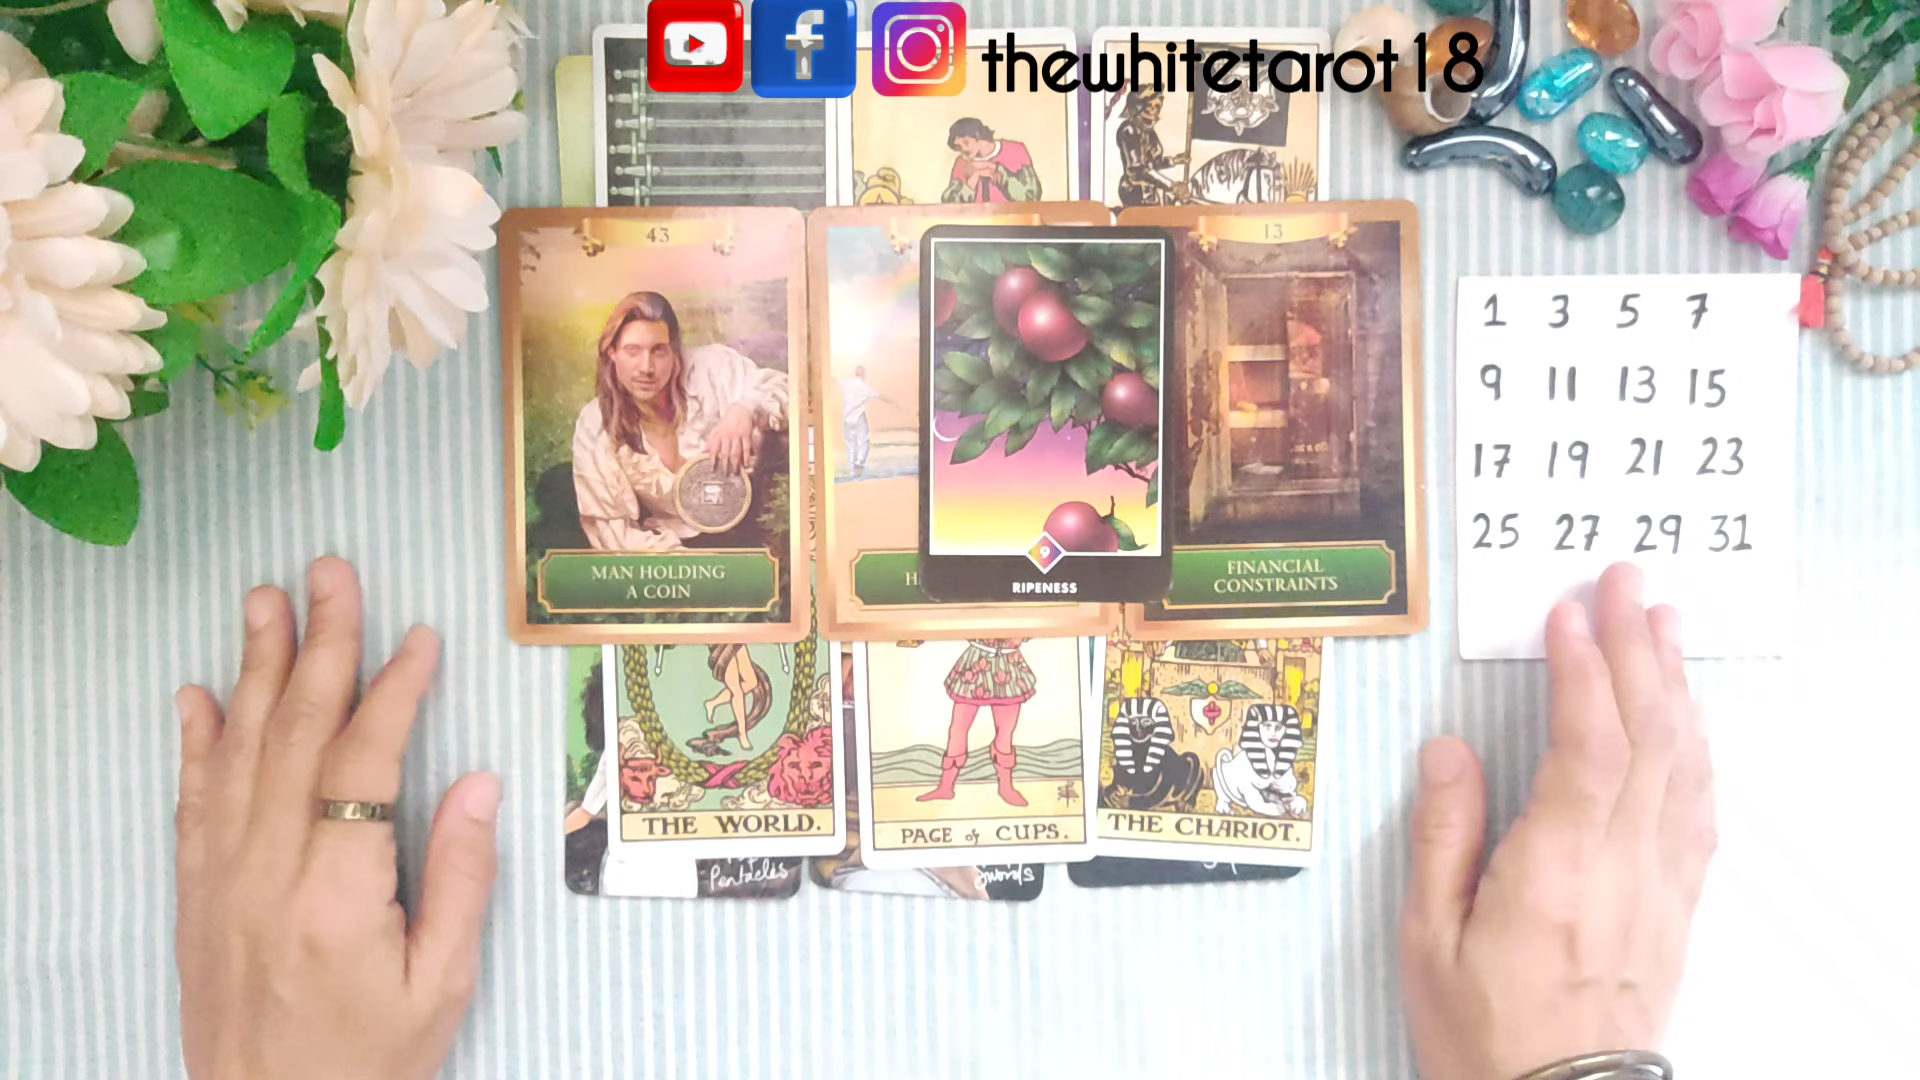 thewhitetarot18
43
13
MAN HOLDING
A COIN
H
9
RIPENESS
FINANCIAL
CONSTRAINTS
1 3 5 7
9 11 13 15
17 19 21 23
25 27 29 31
THE WORLD.
PAGE of CUPS.
THE CHARIOT.
Pentacles
Swords